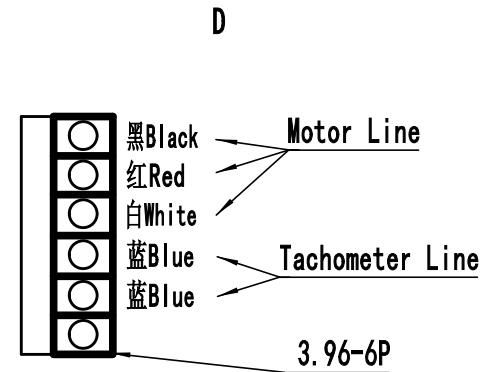 D
黑Black
Motor Line
红Red
白White
蓝Blue
Tachometer Line
蓝Blue
3.96-6P